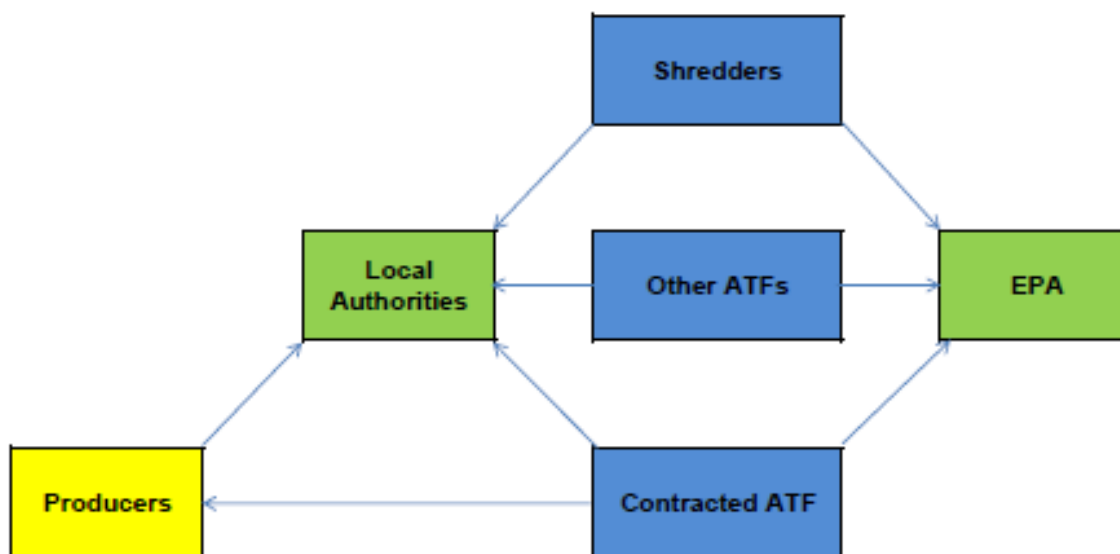 Shredders
Local
Authorities
Other ATFs
EPA
Producers
Contracted ATF